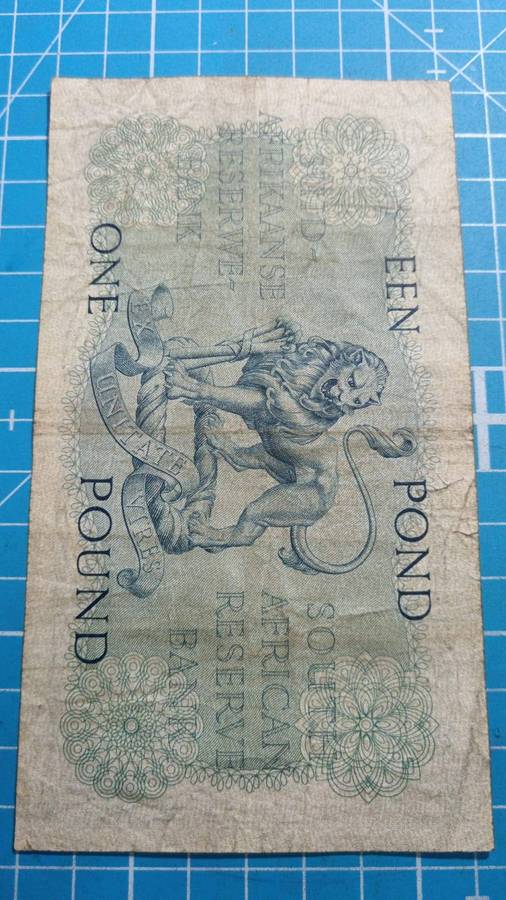 EEN POND
SUID-
AFRIKAANSE
RESERWE-
BANK
SOUTH
AFRICAN
RESERVE
BANK
EX UNITATE VIRES
ONE POUND